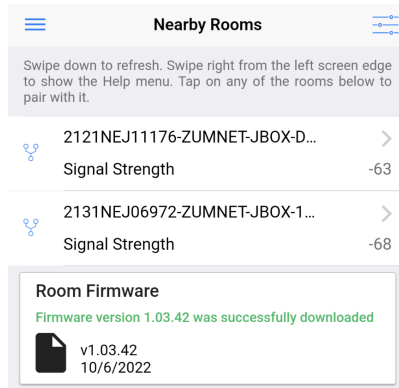 Nearby Rooms
Swipe down to refresh. Swipe right from the left screen edge
to show the Help menu. Tap on any of the rooms below to
pair with it.
2121NEJ11176-ZUMNET-JBOX-D...
Signal Strength -63
2131NEJ06972-ZUMNET-JBOX-1...
Signal Strength -68
Room Firmware
Firmware version 1.03.42 was successfully downloaded
v1.03.42
10/6/2022